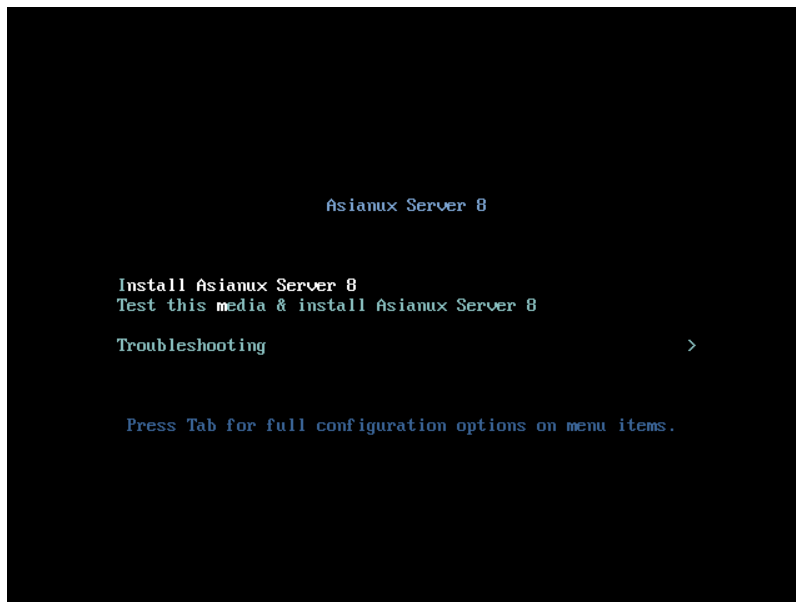 Asianux Server 8
Install Asianux Server 8
Test this media & install Asianux Server 8
Troubleshooting >
Press Tab for full configuration options on menu items.